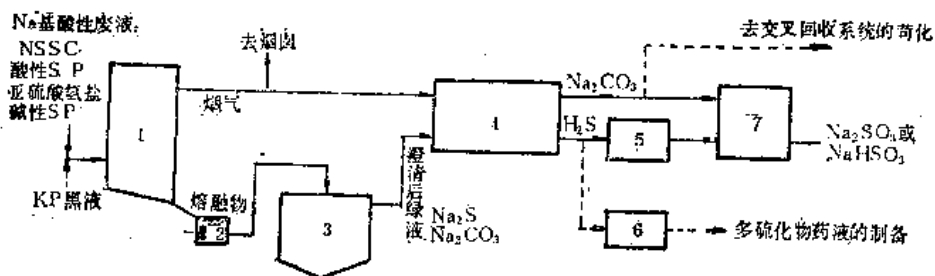 Na基酸性废液:
NSSC
酸性S.P
亚硫酸氢盐
碱性SP
KP黑液
1
去烟囱
烟气
熔融物
2
3
澄清后绿液
Na₂S
Na₂CO₃
4
Na₂CO₃
H₂S
5
6
7
去交叉回收系统的苛化
Na₂SO₃或
NaHSO₃
多硫化物药液的制备